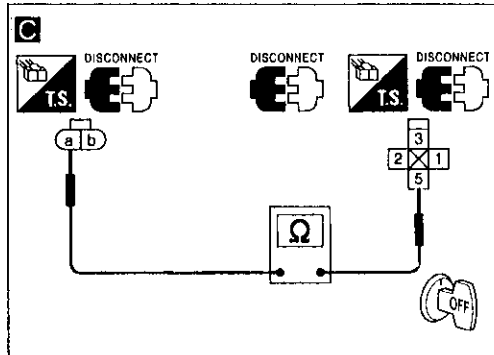 C
DISCONNECT DISCONNECT DISCONNECT
T.S. T.S.
a b
3
2 1
5
Ω
OFF